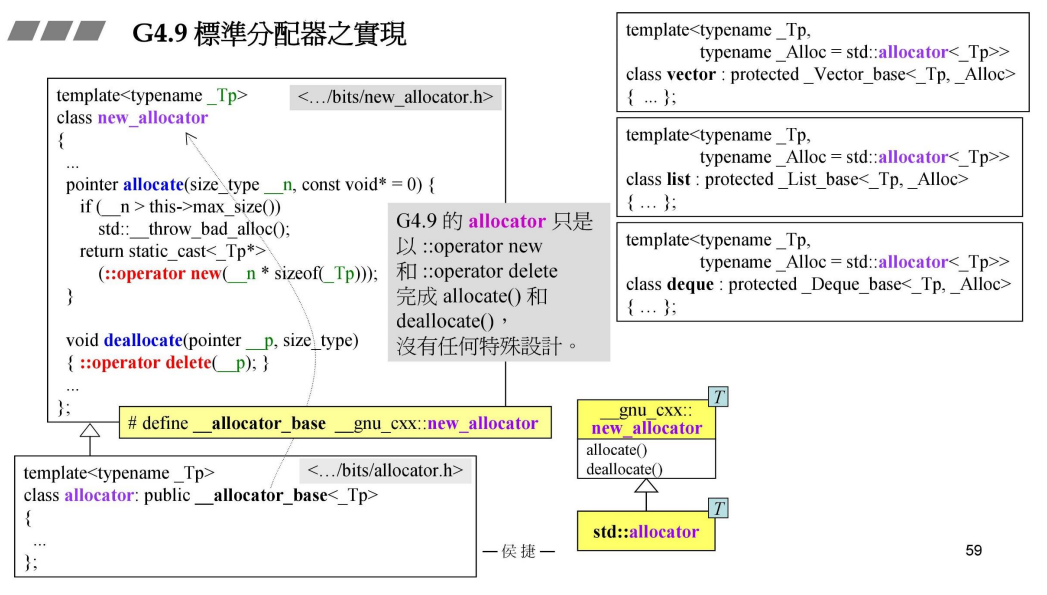 G4.9 標準分配器之實現
template<typename _Tp>
<…/bits/new_allocator.h>
class new_allocator
{
...
pointer allocate(size_type __n, const void* = 0) {
if (__n > this->max_size())
std::__throw_bad_alloc();
return static_cast<_Tp*>
(::operator new(__n * sizeof(_Tp)));
}
void deallocate(pointer __p, size_type)
{ ::operator delete(__p); }
...
};
G4.9 的 allocator 只是
以 ::operator new
和 ::operator delete
完成 allocate() 和
deallocate()，
沒有任何特殊設計。
# define __allocator_base __gnu_cxx::new_allocator
template<typename _Tp>
<…/bits/allocator.h>
class allocator: public __allocator_base<_Tp>
{
...
};
template<typename _Tp,
typename _Alloc = std::allocator<_Tp>>
class vector : protected _Vector_base<_Tp, _Alloc>
{ ... };
template<typename _Tp,
typename _Alloc = std::allocator<_Tp>>
class list : protected _List_base<_Tp, _Alloc>
{ … };
template<typename _Tp,
typename _Alloc = std::allocator<_Tp>>
class deque : protected _Deque_base<_Tp, _Alloc>
{ … };
T
__gnu_cxx::
new_allocator
allocate()
deallocate()
T
std::allocator
— 侯捷 —
59